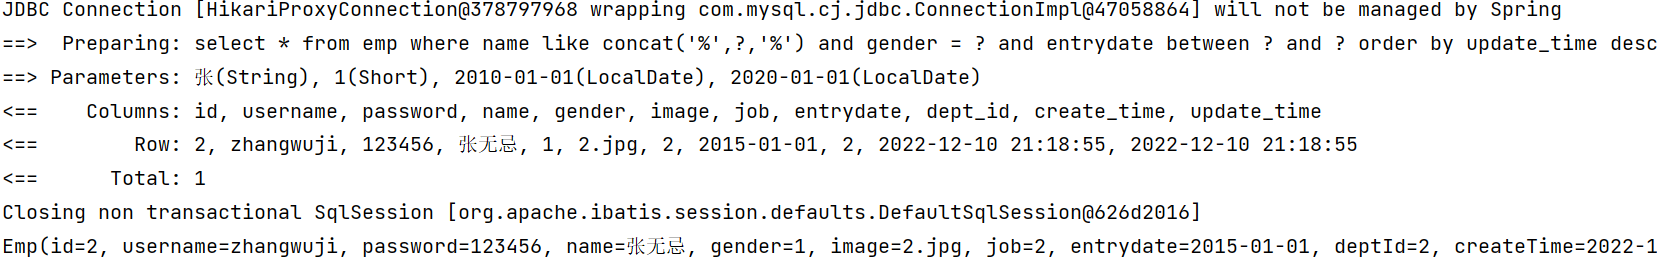 JDBC Connection [HikariProxyConnection@378797968 wrapping com.mysql.cj.jdbc.ConnectionImpl@47058864] will not be managed by Spring
==>  Preparing: select * from emp where name like concat('%',?,'%') and gender = ? and entrydate between ? and ? order by update_time desc
==> Parameters: 张(String), 1(Short), 2010-01-01(LocalDate), 2020-01-01(LocalDate)
<==    Columns: id, username, password, name, gender, image, job, entrydate, dept_id, create_time, update_time
<==        Row: 2, zhangwuji, 123456, 张无忌, 1, 2.jpg, 2, 2015-01-01, 2, 2022-12-10 21:18:55, 2022-12-10 21:18:55
<==      Total: 1
Closing non transactional SqlSession [org.apache.ibatis.session.defaults.DefaultSqlSession@626d2016]
Emp(id=2, username=zhangwuji, password=123456, name=张无忌, gender=1, image=2.jpg, job=2, entrydate=2015-01-01, deptId=2, createTime=2022-1